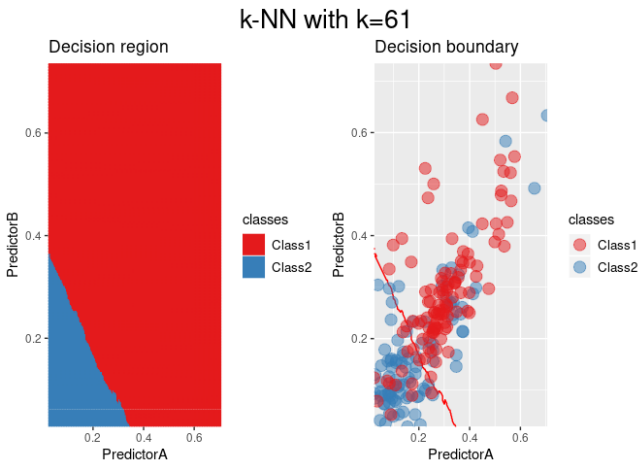 k-NN with k=61
Decision region
PredictorB
0.6
0.4
0.2
0.2 0.4 0.6
PredictorA
classes
Class1
Class2
Decision boundary
PredictorB
0.6
0.4
0.2
0.2 0.4 0.6
PredictorA
classes
Class1
Class2